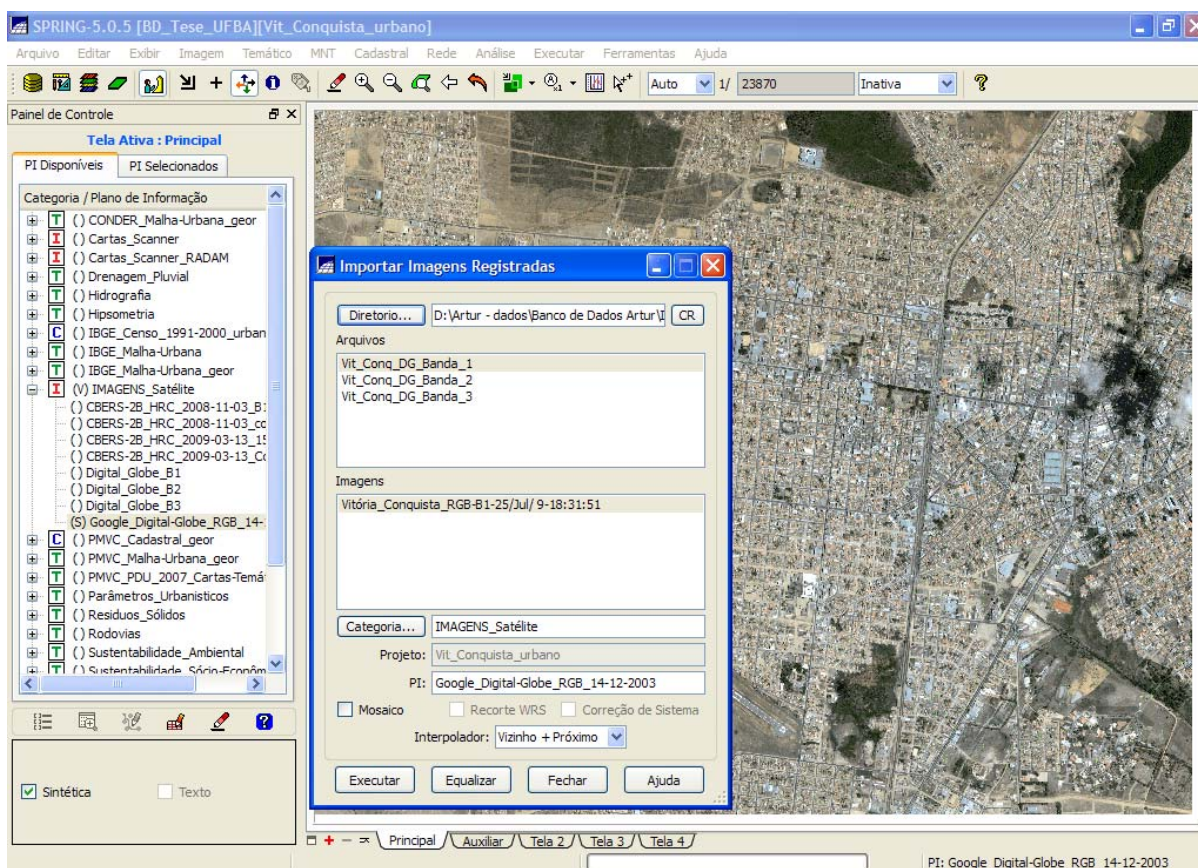 SPRING-5.0.5 [BD_Tese_UFBA][Vit_Conquista_urbano]
Arquivo Editar Exibir Imagem Temático MNT Cadastral Rede Análise Executar Ferramentas Ajuda
Auto 1/ 23870 Inativa
Painel de Controle
Tela Ativa : Principal
PI Disponíveis PI Selecionados
Categoria / Plano de Informação
T () CONDER_Malha-Urbana_geor
I () Cartas_Scanner
I () Cartas_Scanner_RADAM
T () Drenagem_Pluvial
T () Hidrografia
T () Hipsometria
C () IBGE_Censo_1991-2000_urban
T () IBGE_Malha-Urbana
T () IBGE_Malha-Urbana_geor
I (V) IMAGENS_Satélite
() CBERS-2B_HRC_2008-11-03_B1
() CBERS-2B_HRC_2008-11-03_co
() CBERS-2B_HRC_2009-03-13_15
() CBERS-2B_HRC_2009-03-13_Co
() Digital_Globe_B1
() Digital_Globe_B2
() Digital_Globe_B3
(S) Google_Digital-Globe_RGB_14-
C () PMVC_Cadastral_geor
T () PMVC_Malha-Urbana_geor
T () PMVC_PDU_2007_Cartas-Temá
T () Parâmetros_Urbanisticos
T () Residuos_Sólidos
T () Rodovias
T () Sustentabilidade_Ambiental
T () Sustentabilidade_Sócio-Econôm
Sintética Texto
Importar Imagens Registradas
Diretorio... D:\Artur - dados\Banco de Dados Artur\I CR
Arquivos
Vit_Conq_DG_Banda_1
Vit_Conq_DG_Banda_2
Vit_Conq_DG_Banda_3
Imagens
Vitória_Conquista_RGB-B1-25/Jul/ 9-18:31:51
Categoria... IMAGENS_Satélite
Projeto: Vit_Conquista_urbano
PI: Google_Digital-Globe_RGB_14-12-2003
Mosaico Recorte WRS Correção de Sistema
Interpolador: Vizinho + Próximo
Executar Equalizar Fechar Ajuda
Principal Auxiliar Tela 2 Tela 3 Tela 4
PI: Google_Digital-Globe_RGB_14-12-2003